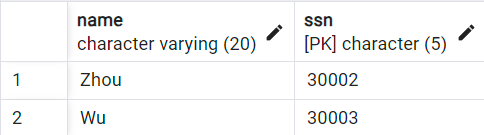 name ssn
character varying (20) [PK] character (5)
1 Zhou 30002
2 Wu 30003